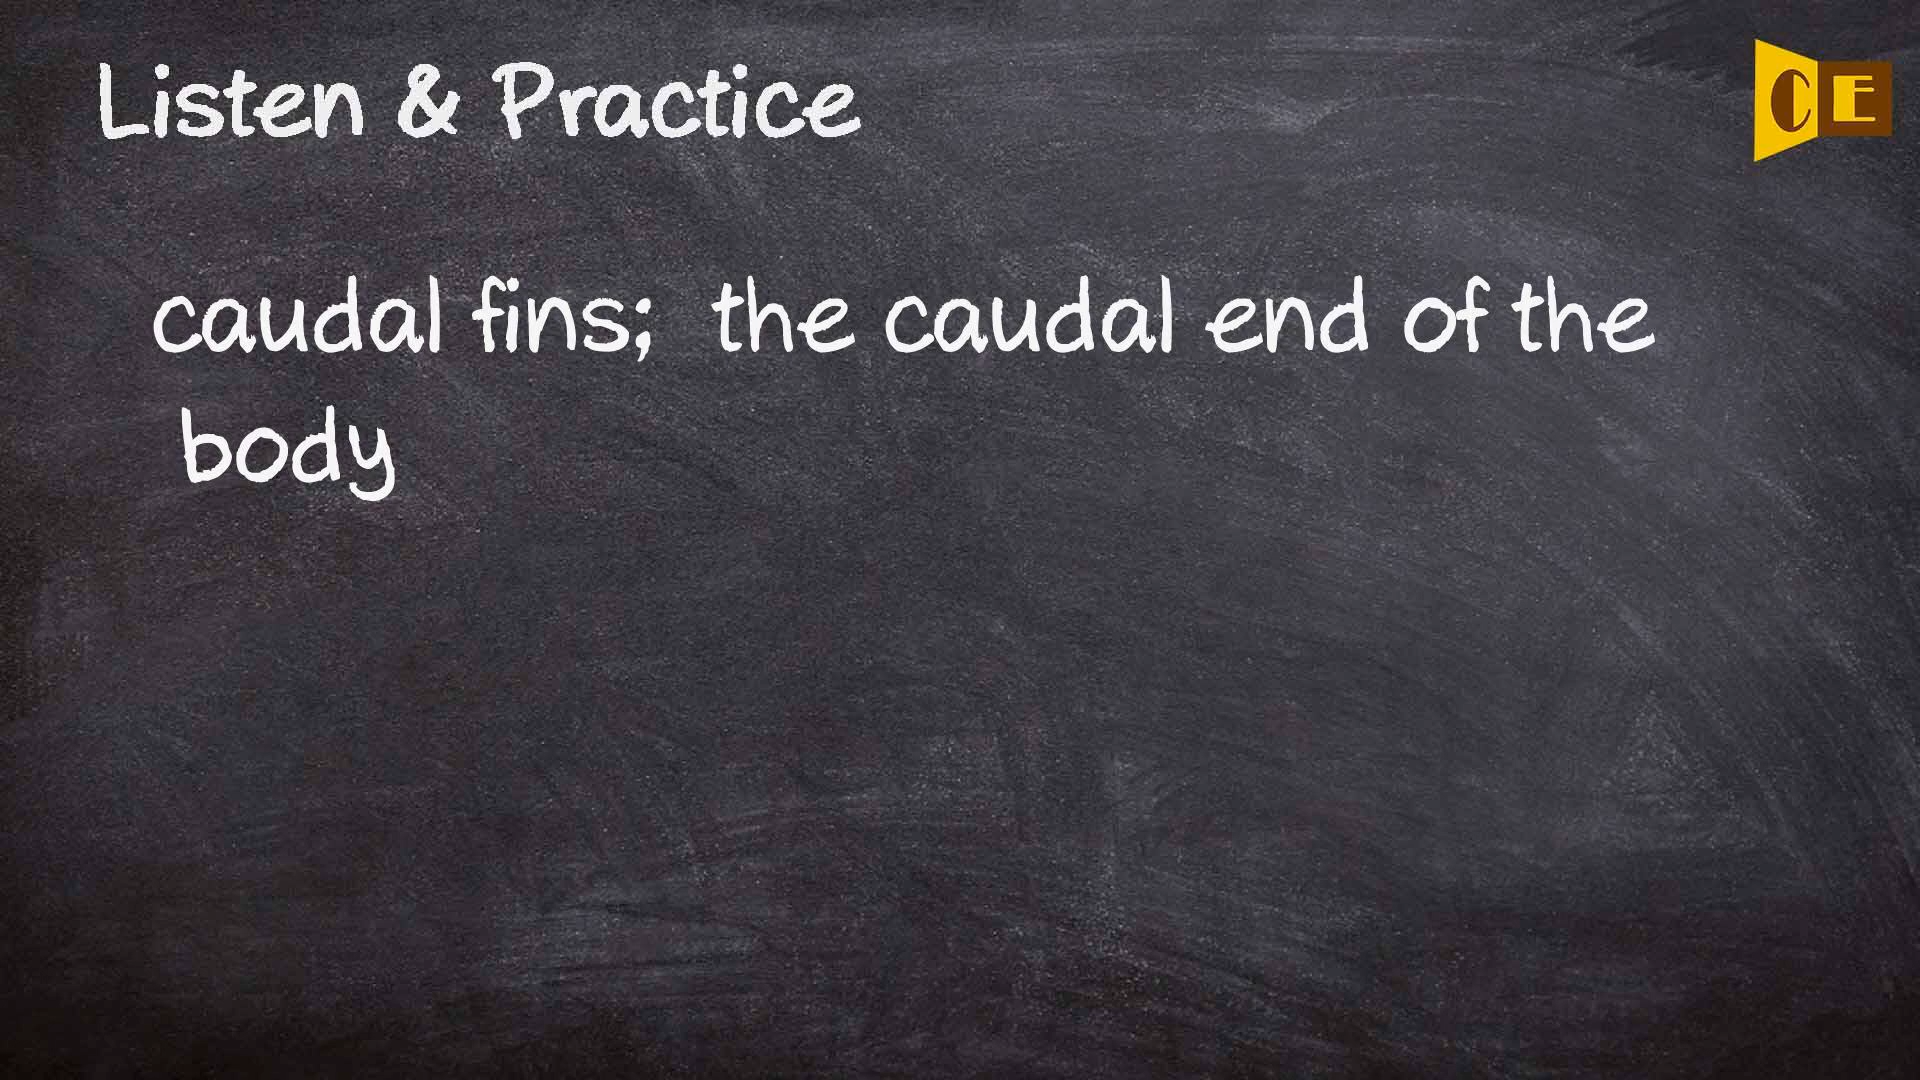 Listen & Practice
CE
caudal fins;  the caudal end of the
body